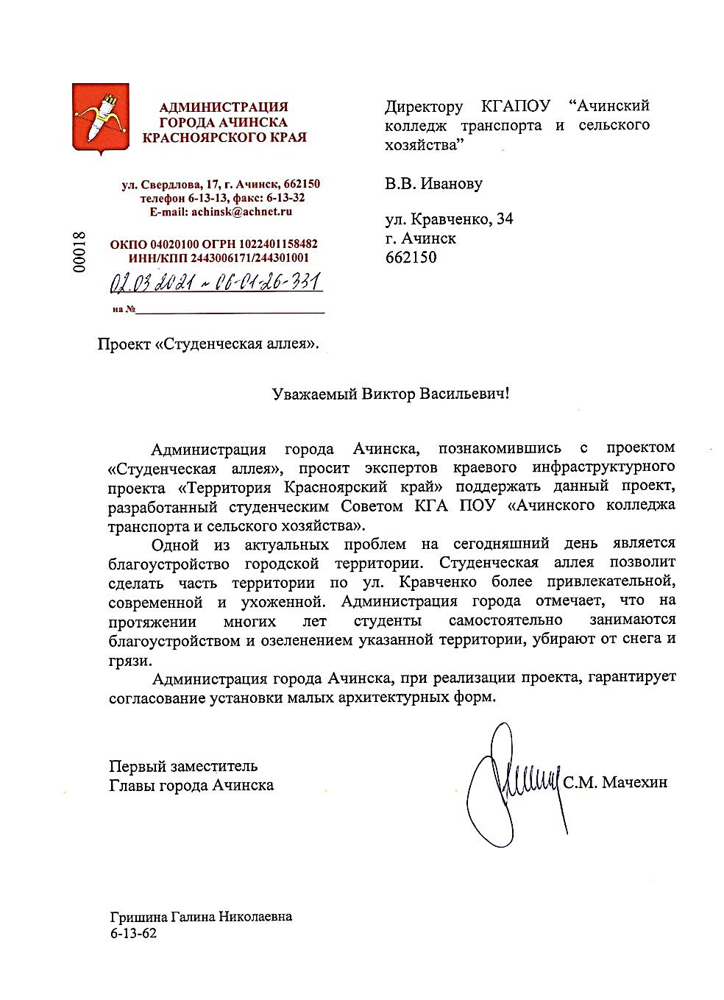 АДМИНИСТРАЦИЯ
ГОРОДА АЧИНСКА
КРАСНОЯРСКОГО КРАЯ
ул. Свердлова, 17, г. Ачинск, 662150
телефон 6-13-13, факс: 6-13-32
E-mail: achinsk@achnet.ru
00018
ОКПО 04020100 ОГРН 1022401158482
ИНН/КПП 2443006171/244301001
02.03 2021 ~ 06-01-26-331
на №
Директору КГАПОУ “Ачинский
колледж транспорта и сельского
хозяйства”
В.В. Иванову
ул. Кравченко, 34
г. Ачинск
662150
Проект «Студенческая аллея».
Уважаемый Виктор Васильевич!
Администрация города Ачинска, познакомившись с проектом
«Студенческая аллея», просит экспертов краевого инфраструктурного
проекта «Территория Красноярский край» поддержать данный проект,
разработанный студенческим Советом КГА ПОУ «Ачинского колледжа
транспорта и сельского хозяйства».
Одной из актуальных проблем на сегодняшний день является
благоустройство городской территории. Студенческая аллея позволит
сделать часть территории по ул. Кравченко более привлекательной,
современной и ухоженной. Администрация города отмечает, что на
протяжении многих лет студенты самостоятельно занимаются
благоустройством и озеленением указанной территории, убирают от снега и
грязи.
Администрация города Ачинска, при реализации проекта, гарантирует
согласование установки малых архитектурных форм.
Первый заместитель
Главы города Ачинска
С.М. Мачехин
Гришина Галина Николаевна
6-13-62